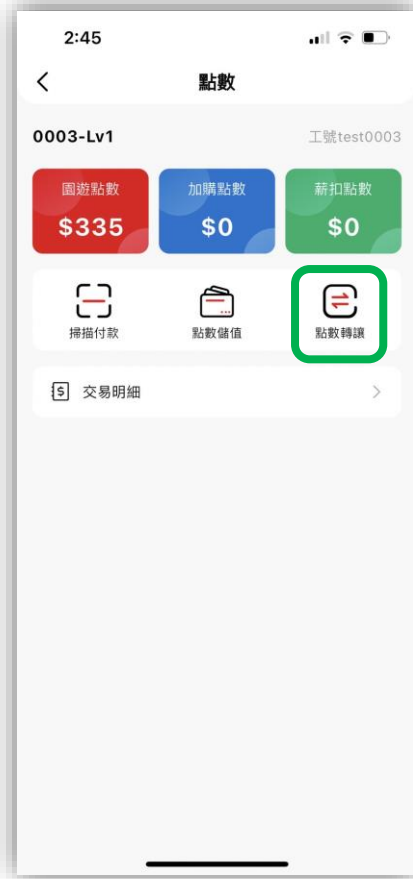 2:45
點數
0003-Lv1 工號test0003
園遊點數 加購點數 薪扣點數
$335 $0 $0
掃描付款 點數儲值 點數轉讓
交易明細